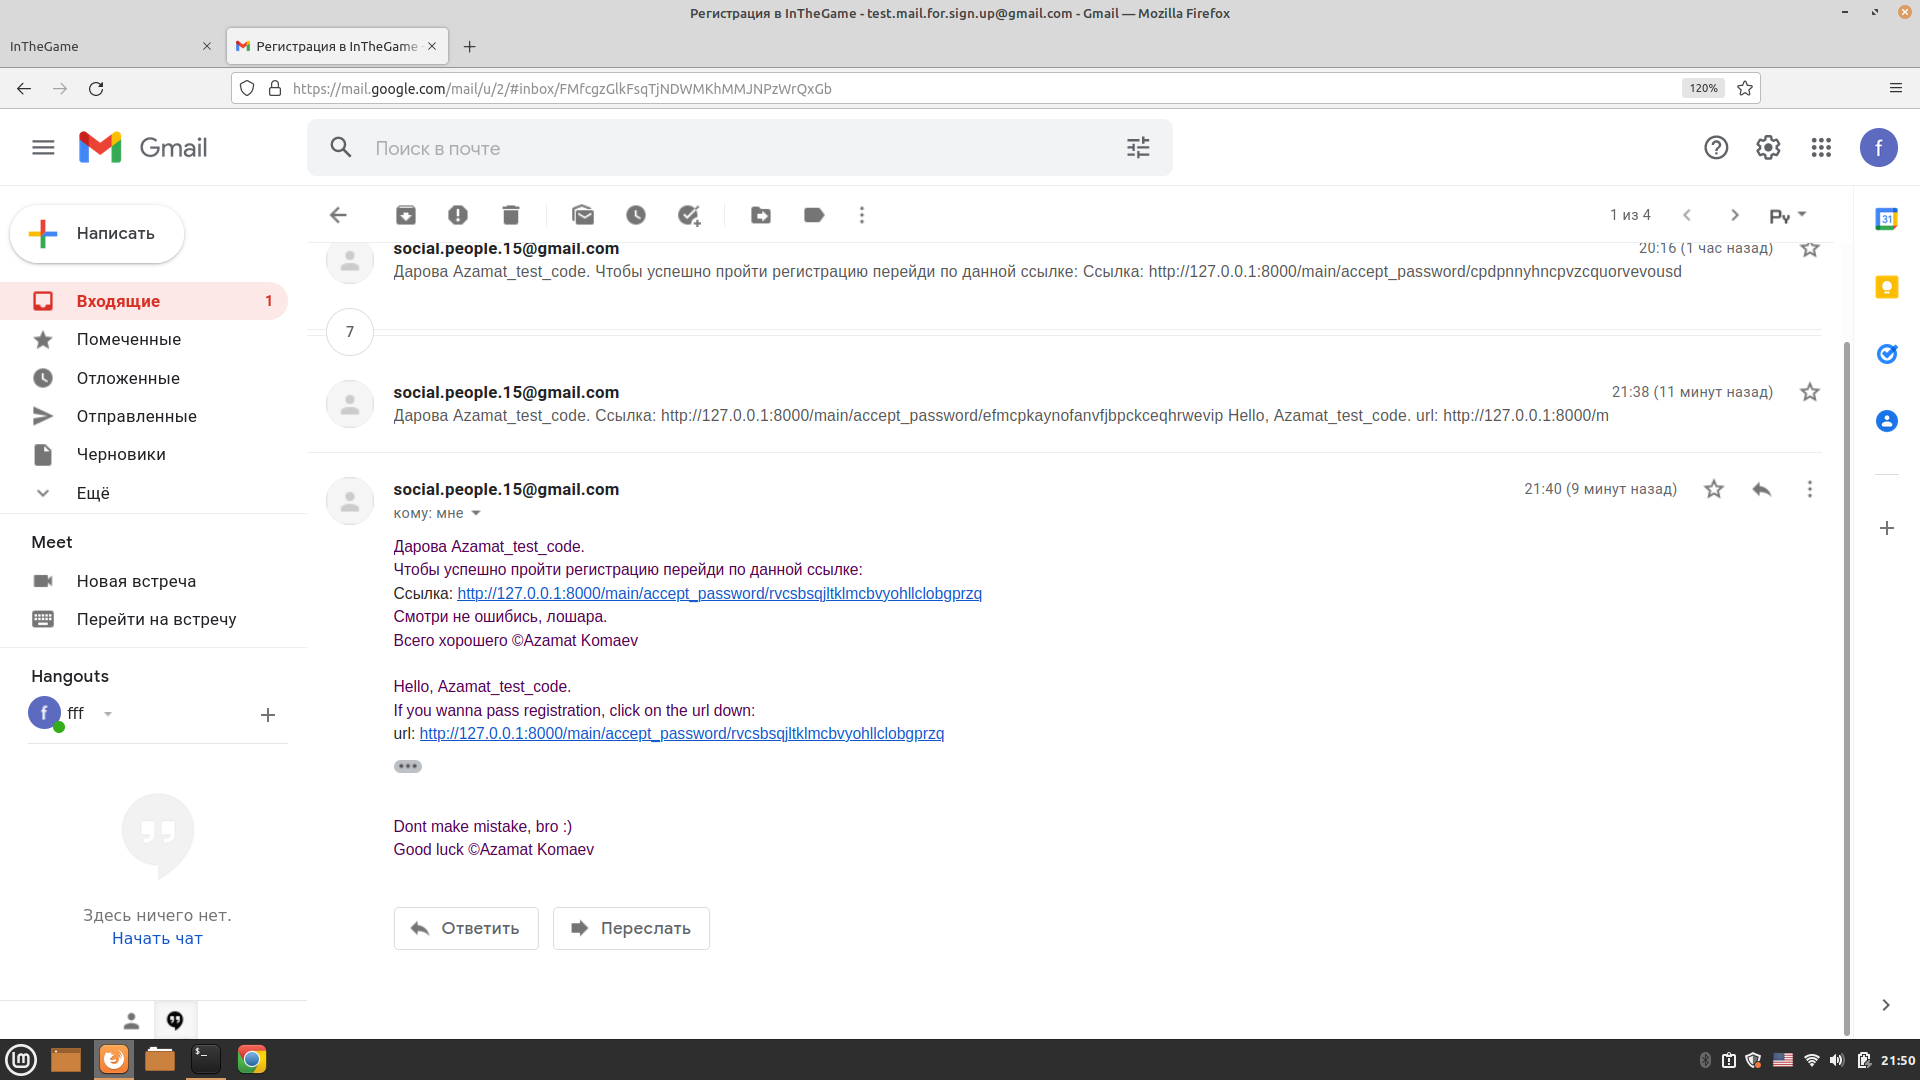 Регистрация в InTheGame - test.mail.for.sign.up@gmail.com - Gmail — Mozilla Firefox
InTheGame
Регистрация в InTheGame
https://mail.google.com/mail/u/2/#inbox/FMfcgzGlkFsqTjNDWMKhMMJNPzWrQxGb
120%
Gmail
Поиск в почте
f
Написать
1 из 4
Входящие 1
Помеченные
Отложенные
Отправленные
Черновики
Ещё
Meet
Новая встреча
Перейти на встречу
Hangouts
f fff
Здесь ничего нет.
Начать чат
social.people.15@gmail.com 20:16 (1 час назад)
Дарова Azamat_test_code. Чтобы успешно пройти регистрацию перейди по данной ссылке: Ссылка: http://127.0.0.1:8000/main/accept_password/cpdpnnyhncpvzcquorvevousd
7
social.people.15@gmail.com 21:38 (11 минут назад)
Дарова Azamat_test_code. Ссылка: http://127.0.0.1:8000/main/accept_password/efmcpkaynofanvfjbpckceqhrwevip Hello, Azamat_test_code. url: http://127.0.0.1:8000/m
social.people.15@gmail.com 21:40 (9 минут назад)
кому: мне
Дарова Azamat_test_code.
Чтобы успешно пройти регистрацию перейди по данной ссылке:
Ссылка: http://127.0.0.1:8000/main/accept_password/rvcsbsqjltklmcbvyohllclobgprzq
Смотри не ошибись, лошара.
Всего хорошего ©Azamat Komaev
Hello, Azamat_test_code.
If you wanna pass registration, click on the url down:
url: http://127.0.0.1:8000/main/accept_password/rvcsbsqjltklmcbvyohllclobgprzq
Dont make mistake, bro :)
Good luck ©Azamat Komaev
Ответить
Переслать
31
21:50